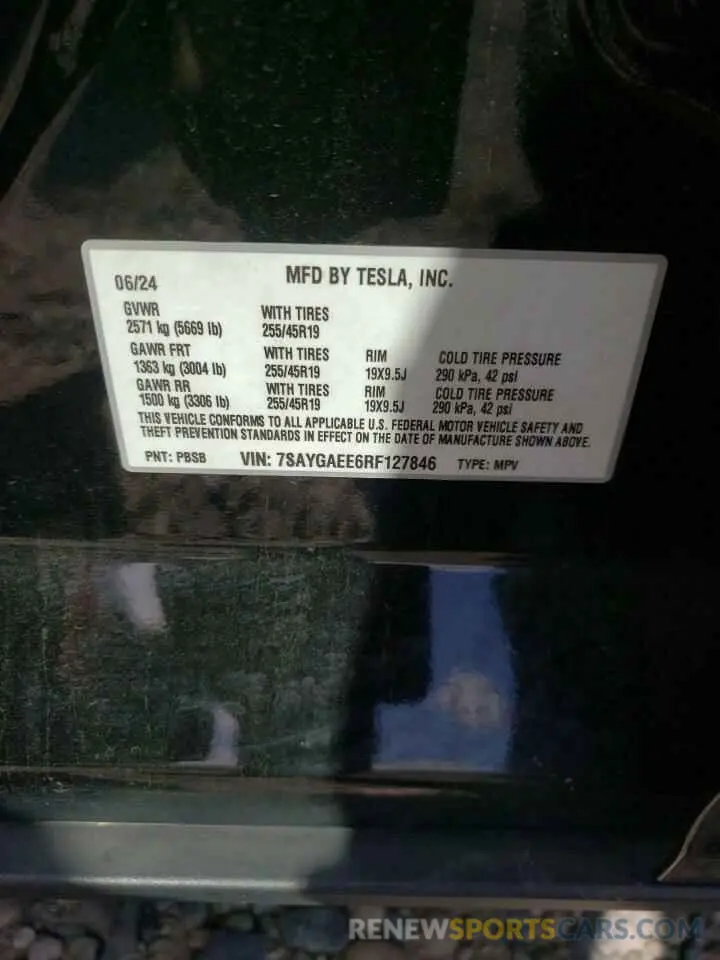 06/24 MFD BY TESLA, INC.
GVWR WITH TIRES
2571 kg (5669 lb) 255/45R19
GAWR FRT WITH TIRES RIM COLD TIRE PRESSURE
1363 kg (3004 lb) 255/45R19 19X9.5J 290 kPa, 42 psi
GAWR RR WITH TIRES RIM COLD TIRE PRESSURE
1500 kg (3306 lb) 255/45R19 19X9.5J 290 kPa, 42 psi
THIS VEHICLE CONFORMS TO ALL APPLICABLE U.S. FEDERAL MOTOR VEHICLE SAFETY AND
THEFT PREVENTION STANDARDS IN EFFECT ON THE DATE OF MANUFACTURE SHOWN ABOVE.
PNT: PBSB VIN: 7SAYGAEE6RF127846 TYPE: MPV
RENEWSPORTSCARS.COM